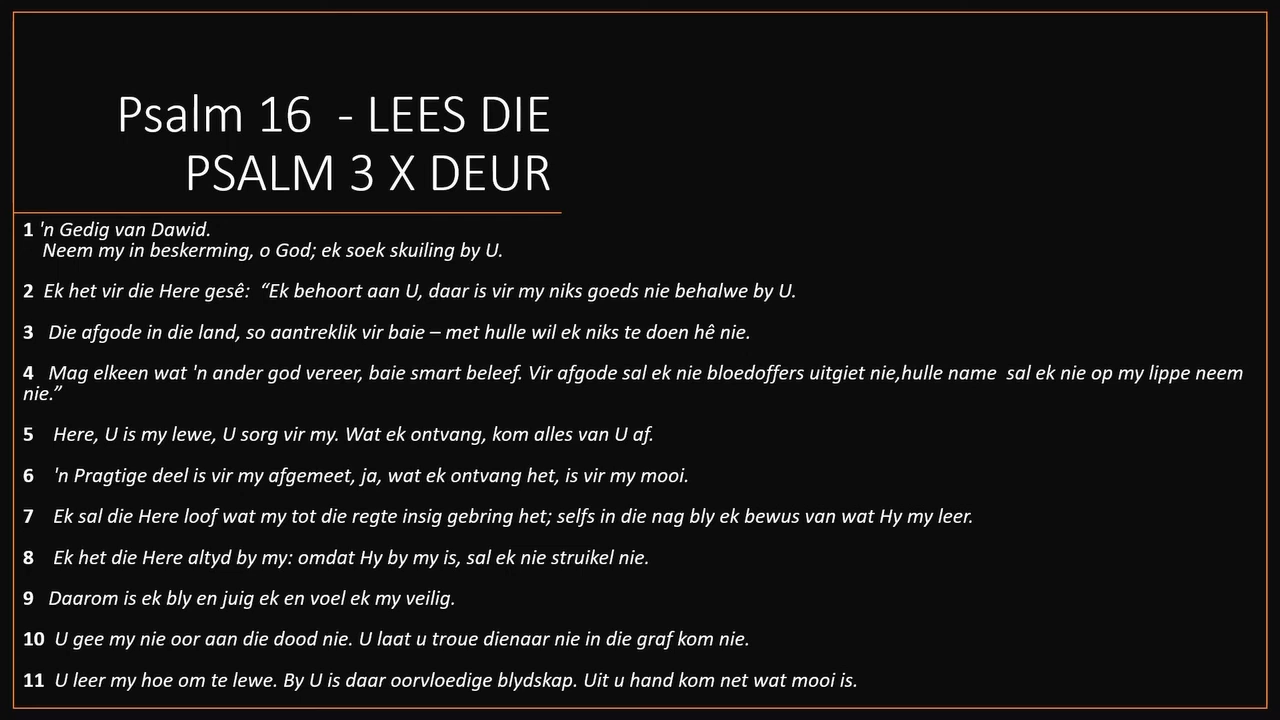 Psalm 16  - LEES DIE
PSALM 3 X DEUR
1 'n Gedig van Dawid.
Neem my in beskerming, o God; ek soek skuiling by U.
2  Ek het vir die Here gesê:  “Ek behoort aan U, daar is vir my niks goeds nie behalwe by U.
3   Die afgode in die land, so aantreklik vir baie – met hulle wil ek niks te doen hê nie.
4   Mag elkeen wat 'n ander god vereer, baie smart beleef. Vir afgode sal ek nie bloedoffers uitgiet nie,hulle name  sal ek nie op my lippe neem
nie.”
5    Here, U is my lewe, U sorg vir my. Wat ek ontvang, kom alles van U af.
6    'n Pragtige deel is vir my afgemeet, ja, wat ek ontvang het, is vir my mooi.
7    Ek sal die Here loof wat my tot die regte insig gebring het; selfs in die nag bly ek bewus van wat Hy my leer.
8    Ek het die Here altyd by my: omdat Hy by my is, sal ek nie struikel nie.
9   Daarom is ek bly en juig ek en voel ek my veilig.
10  U gee my nie oor aan die dood nie. U laat u troue dienaar nie in die graf kom nie.
11  U leer my hoe om te lewe. By U is daar oorvloedige blydskap. Uit u hand kom net wat mooi is.